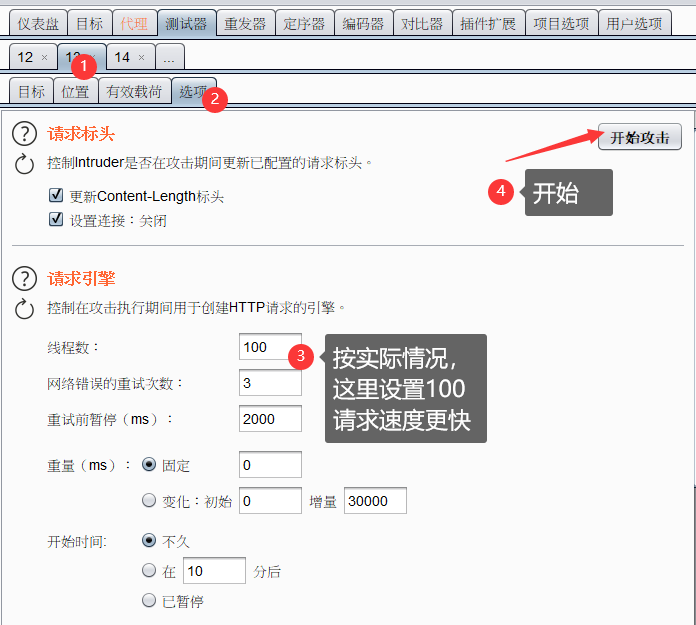 仪表盘 目标 代理 测试器 重发器 定序器 编码器 对比器 插件扩展 项目选项 用户选项
12 × 13 × 14 × ...
1
目标 位置 有效载荷 选项
2
? 请求标头 开始攻击
控制Intruder是否在攻击期间更新已配置的请求标头。
4 开始
更新Content-Length标头
设置连接：关闭
? 请求引擎
控制在攻击执行期间用于创建HTTP请求的引擎。
线程数： 100
3 按实际情况，
这里设置100
请求速度更快
网络错误的重试次数： 3
重试前暂停（ms）： 2000
重量（ms）： 固定 0
变化：初始 0 增量 30000
开始时间: 不久
在 10 分后
已暂停